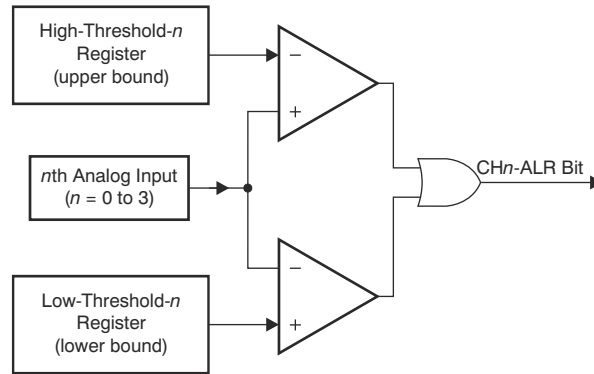 High-Threshold-n
Register
(upper bound)
−
+
nth Analog Input
(n = 0 to 3)
CHn-ALR Bit
−
+
Low-Threshold-n
Register
(lower bound)